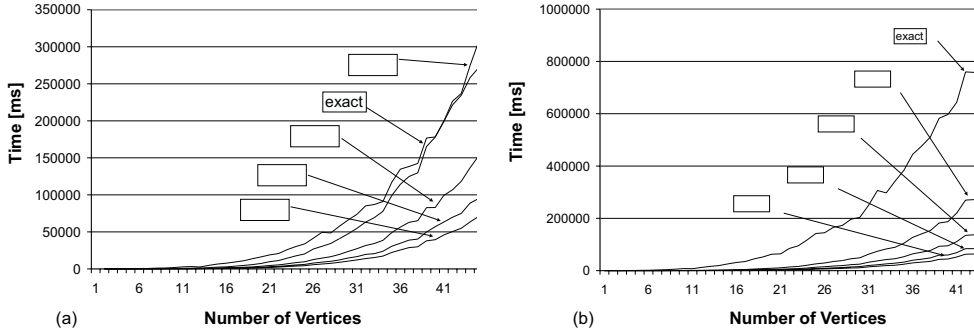 350000
300000
250000
200000
150000
100000
50000
0
Time [ms]
exact
1 6 11 16 21 26 31 36 41
(a) Number of Vertices
1000000
800000
600000
400000
200000
0
Time [ms]
exact
1 6 11 16 21 26 31 36 41
(b) Number of Vertices